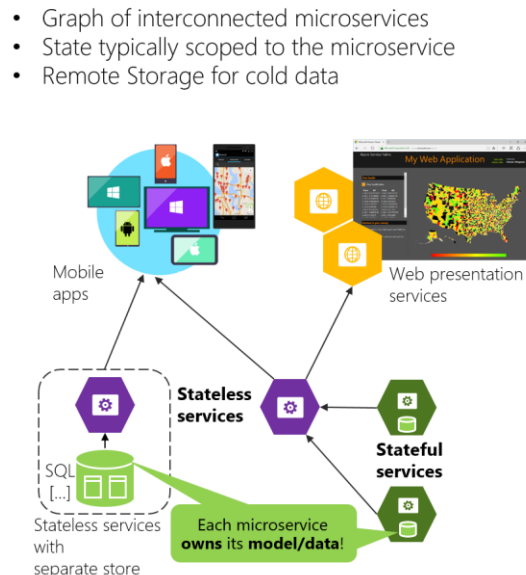 • Graph of interconnected microservices
• State typically scoped to the microservice
• Remote Storage for cold data
My Web Application
Mobile
apps
Web presentation
services
Stateless
services
Stateful
services
SQL
[...]
Stateless services
with
separate store
Each microservice
owns its model/data!